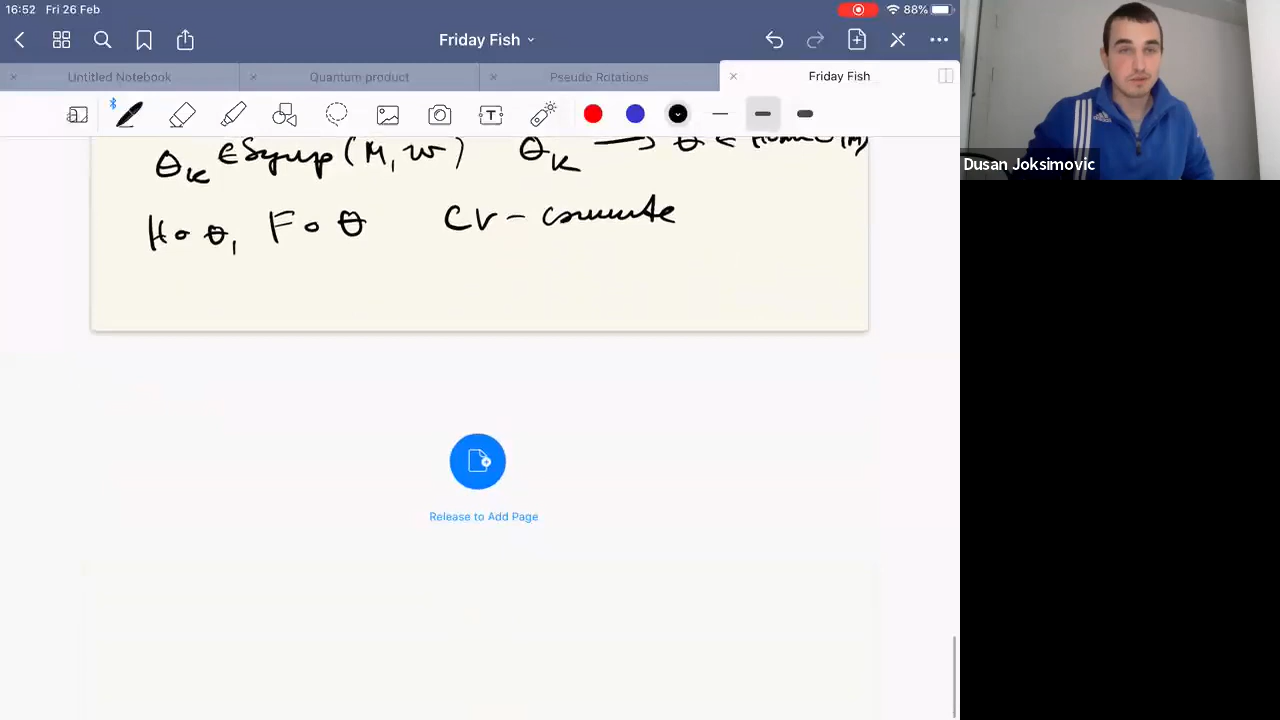 16:52 Fri 26 Feb
88%
Friday Fish
Untitled Notebook
Quantum product
Pseudo Rotations
Friday Fish
T
θ_K ∈ Symp(M, ω) θ_K → θ ∈
H∘θ, F∘θ CV - commute
Release to Add Page
Dusan Joksimovic